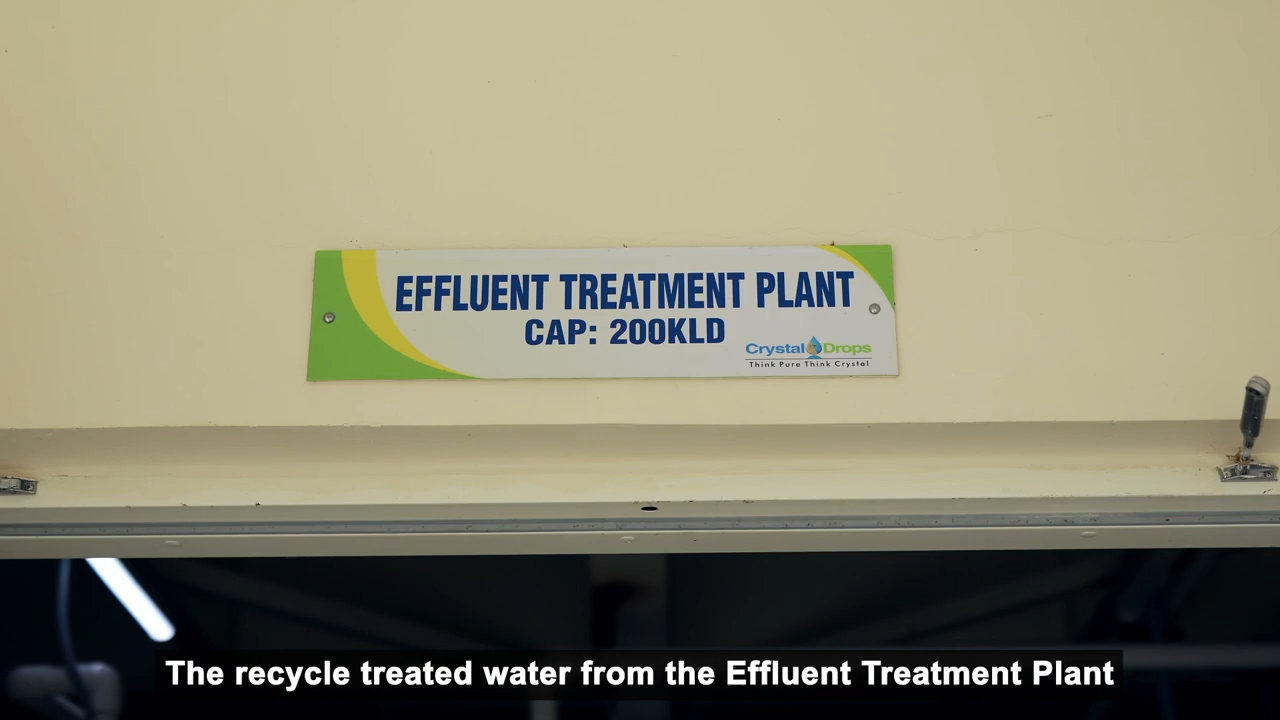 EFFLUENT TREATMENT PLANT
CAP: 200KLD
Crystal Drops
Think Pure Think Crystal
The recycle treated water from the Effluent Treatment Plant